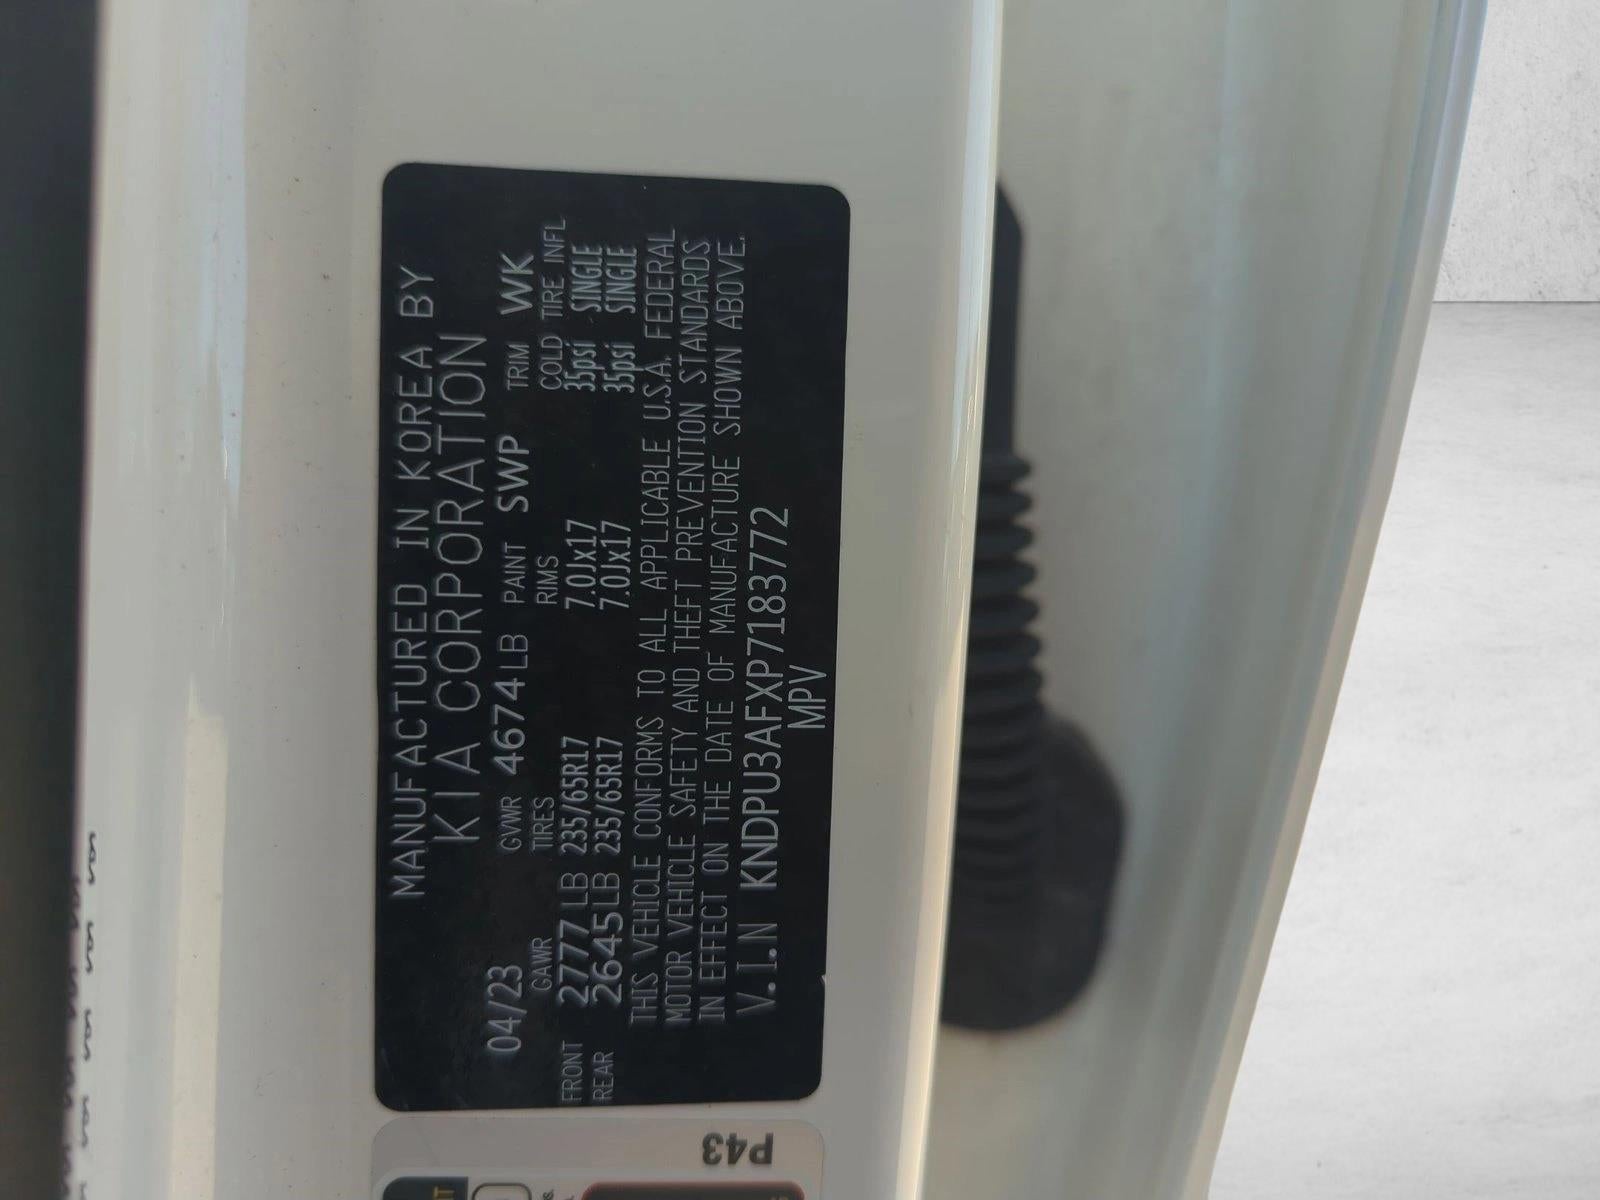 MANUFACTURED IN KOREA BY
KIA CORPORATION
04/23 GVWR 4674LB PAINT SWP TRIM WK
GAWR TIRES RIMS COLD TIRE INFL
FRONT 2777LB 235/65R17 7.0Jx17 35psi SINGLE
REAR 2645LB 235/65R17 7.0Jx17 35psi SINGLE
THIS VEHICLE CONFORMS TO ALL APPLICABLE U.S.A. FEDERAL
MOTOR VEHICLE SAFETY AND THEFT PREVENTION STANDARDS
IN EFFECT ON THE DATE OF MANUFACTURE SHOWN ABOVE.
V.I.N KNDPU3AFXP7183772
MPV
P43